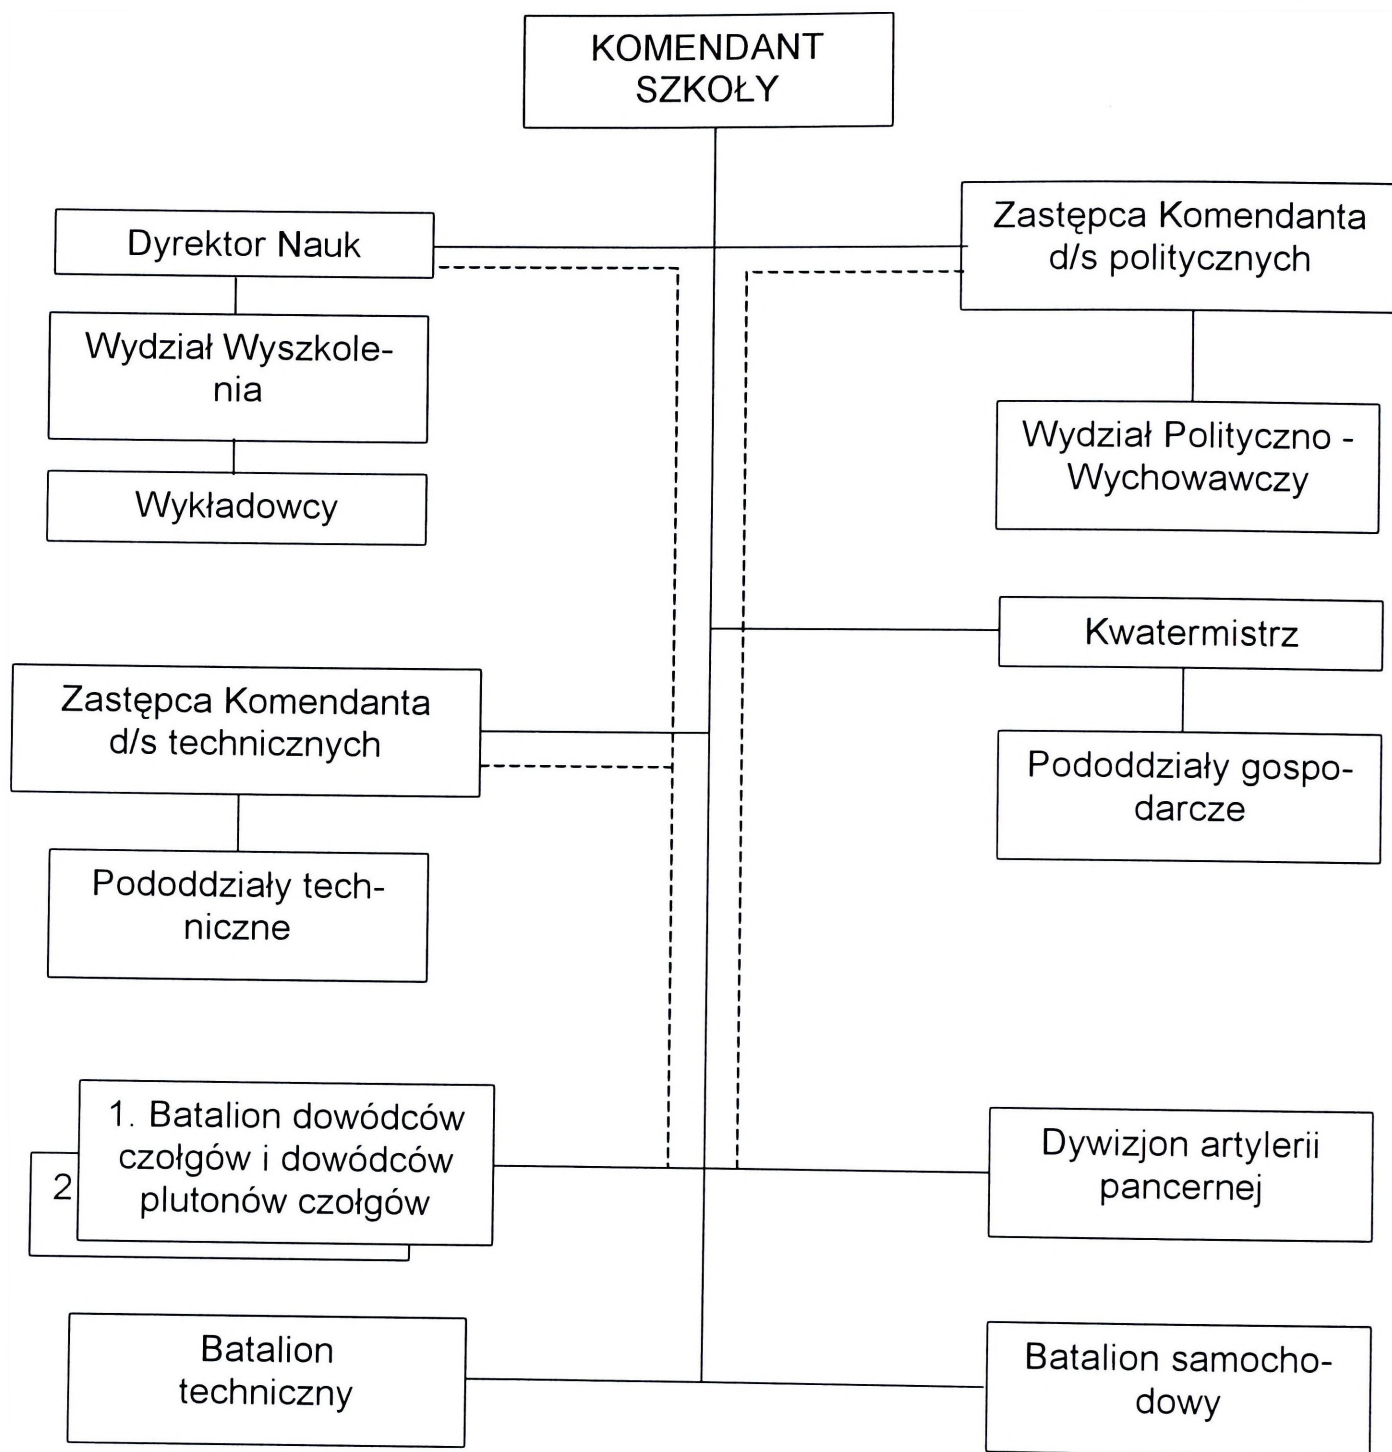 KOMENDANT
SZKOŁY
Dyrektor Nauk
Zastępca Komendanta
d/s politycznych
Wydział Wyszkole-
nia
Wykładowcy
Wydział Polityczno -
Wychowawczy
Kwatermistrz
Zastępca Komendanta
d/s technicznych
Pododdziały gospo-
darcze
Pododdziały tech-
niczne
1. Batalion dowódców
czołgów i dowódców
plutonów czołgów
2
Dywizjon artylerii
pancernej
Batalion
techniczny
Batalion samocho-
dowy